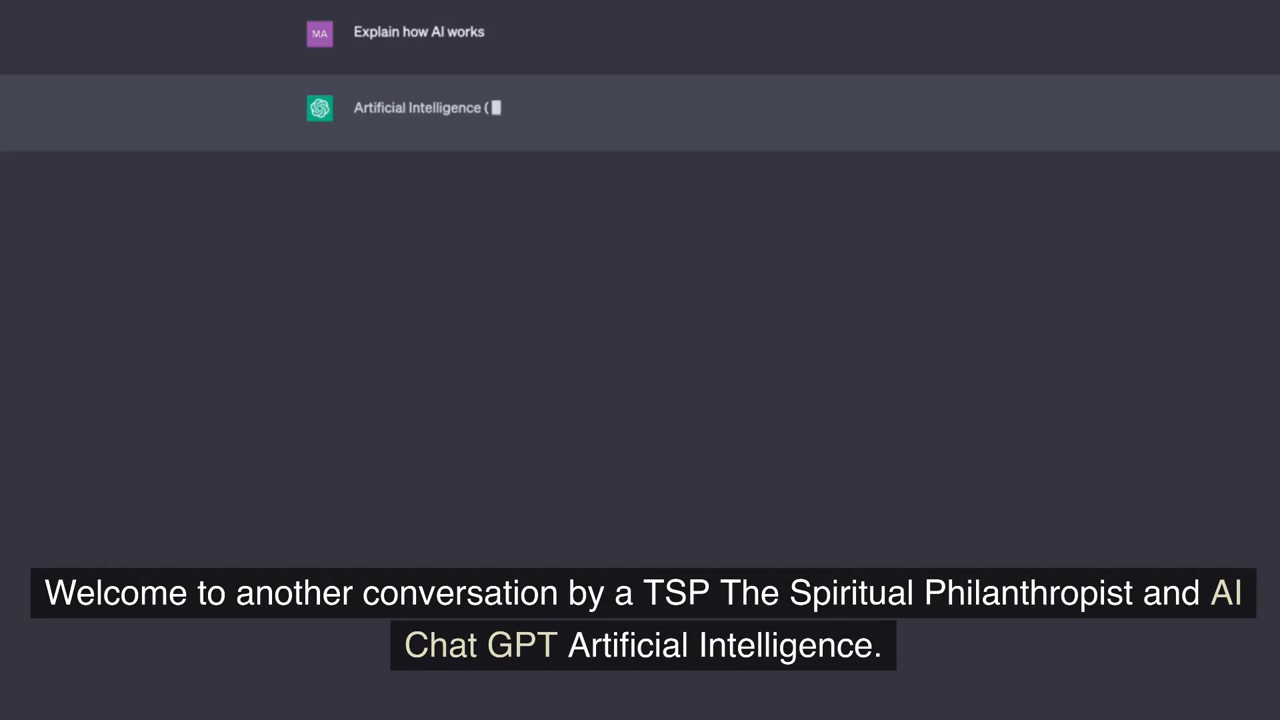 MA
Explain how AI works
Artificial Intelligence (
Welcome to another conversation by a TSP The Spiritual Philanthropist and AI
Chat GPT Artificial Intelligence.